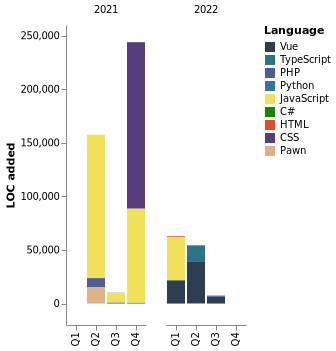 2021 2022
Language
Vue
TypeScript
PHP
Python
JavaScript
C#
HTML
CSS
Pawn
LOC added
250,000
200,000
150,000
100,000
50,000
0
Q1 Q2 Q3 Q4 Q1 Q2 Q3 Q4